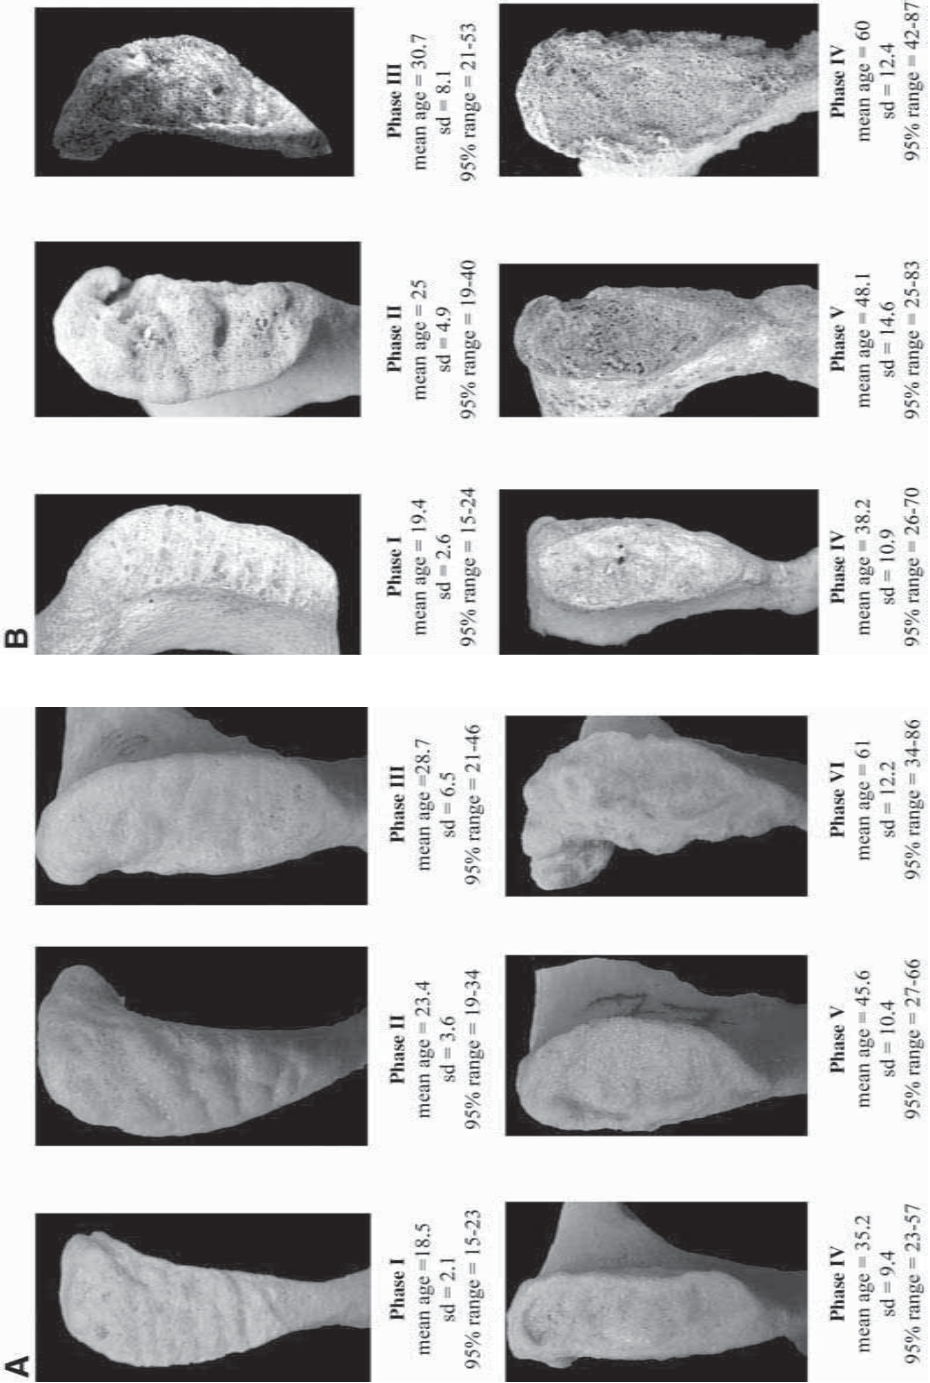 A
Phase I
mean age =18.5
sd = 2.1
95% range = 15-23
Phase II
mean age = 23.4
sd = 3.6
95% range = 19-34
Phase III
mean age =28.7
sd = 6.5
95% range = 21-46
Phase IV
mean age = 35.2
sd = 9.4
95% range = 23-57
Phase V
mean age = 45.6
sd = 10.4
95% range = 27-66
Phase VI
mean age = 61
sd = 12.2
95% range = 34-86
B
Phase I
mean age = 19.4
sd = 2.6
95% range = 15-24
Phase II
mean age = 25
sd = 4.9
95% range = 19-40
Phase III
mean age = 30.7
sd = 8.1
95% range = 21-53
Phase IV
mean age = 38.2
sd = 10.9
95% range = 26-70
Phase V
mean age = 48.1
sd = 14.6
95% range = 25-83
Phase IV
mean age = 60
sd = 12.4
95% range = 42-87